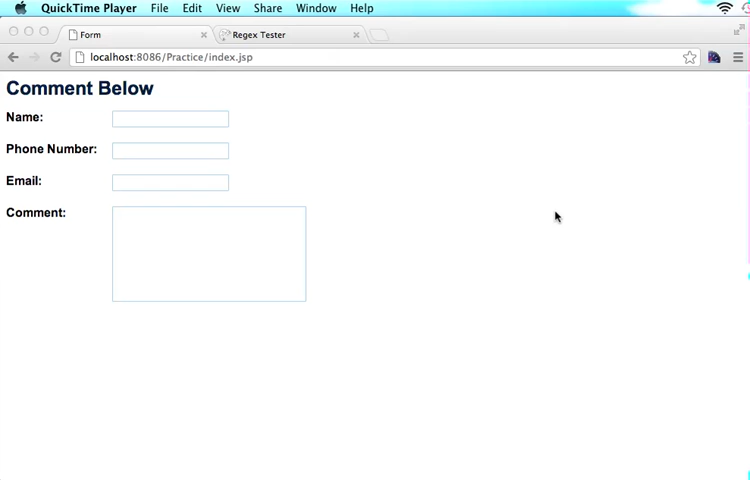 QuickTime Player File Edit View Share Window Help
Form Regex Tester
localhost:8086/Practice/index.jsp
Comment Below
Name:
Phone Number:
Email:
Comment: